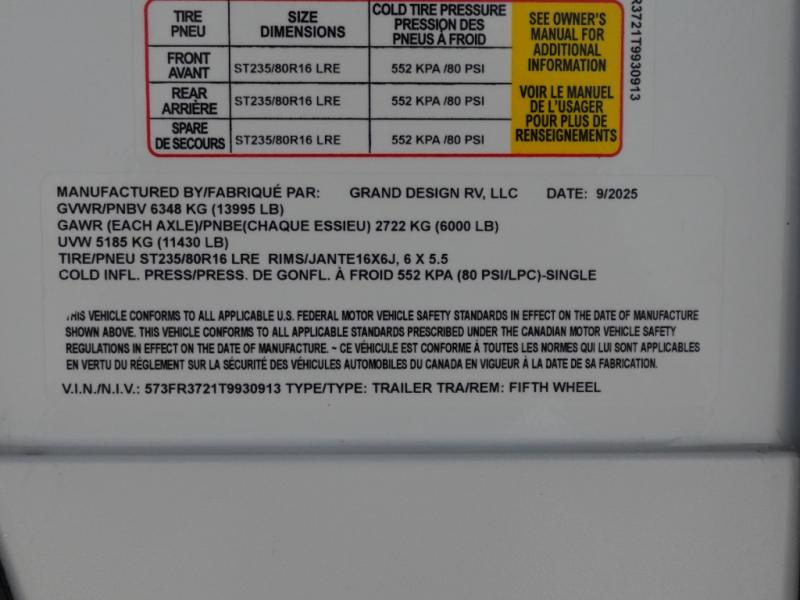 TIRE PNEU SIZE DIMENSIONS COLD TIRE PRESSURE PRESSION DES PNEUS À FROID
FRONT AVANT ST235/80R16 LRE 552 KPA /80 PSI
REAR ARRIÈRE ST235/80R16 LRE 552 KPA /80 PSI
SPARE DE SECOURS ST235/80R16 LRE 552 KPA /80 PSI
SEE OWNER'S
MANUAL FOR
ADDITIONAL
INFORMATION
VOIR LE MANUEL
DE L'USAGER
POUR PLUS DE
RENSEIGNEMENTS
R3721T9930913
MANUFACTURED BY/FABRIQUÉ PAR: GRAND DESIGN RV, LLC DATE: 9/2025
GVWR/PNBV 6348 KG (13995 LB)
GAWR (EACH AXLE)/PNBE(CHAQUE ESSIEU) 2722 KG (6000 LB)
UVW 5185 KG (11430 LB)
TIRE/PNEU ST235/80R16 LRE RIMS/JANTE16X6J, 6 X 5.5
COLD INFL. PRESS/PRESS. DE GONFL. À FROID 552 KPA (80 PSI/LPC)-SINGLE
THIS VEHICLE CONFORMS TO ALL APPLICABLE U.S. FEDERAL MOTOR VEHICLE SAFETY STANDARDS IN EFFECT ON THE DATE OF MANUFACTURE
SHOWN ABOVE. THIS VEHICLE CONFORMS TO ALL APPLICABLE STANDARDS PRESCRIBED UNDER THE CANADIAN MOTOR VEHICLE SAFETY
REGULATIONS IN EFFECT ON THE DATE OF MANUFACTURE. ~ CE VÉHICULE EST CONFORME À TOUTES LES NORMES QUI LUI SONT APPLICABLES
EN VERTU DU RÈGLEMENT SUR LA SÉCURITÉ DES VÉHICULES AUTOMOBILES DU CANADA EN VIGUEUR À LA DATE DE SA FABRICATION.
V.I.N./N.I.V.: 573FR3721T9930913 TYPE/TYPE: TRAILER TRA/REM: FIFTH WHEEL